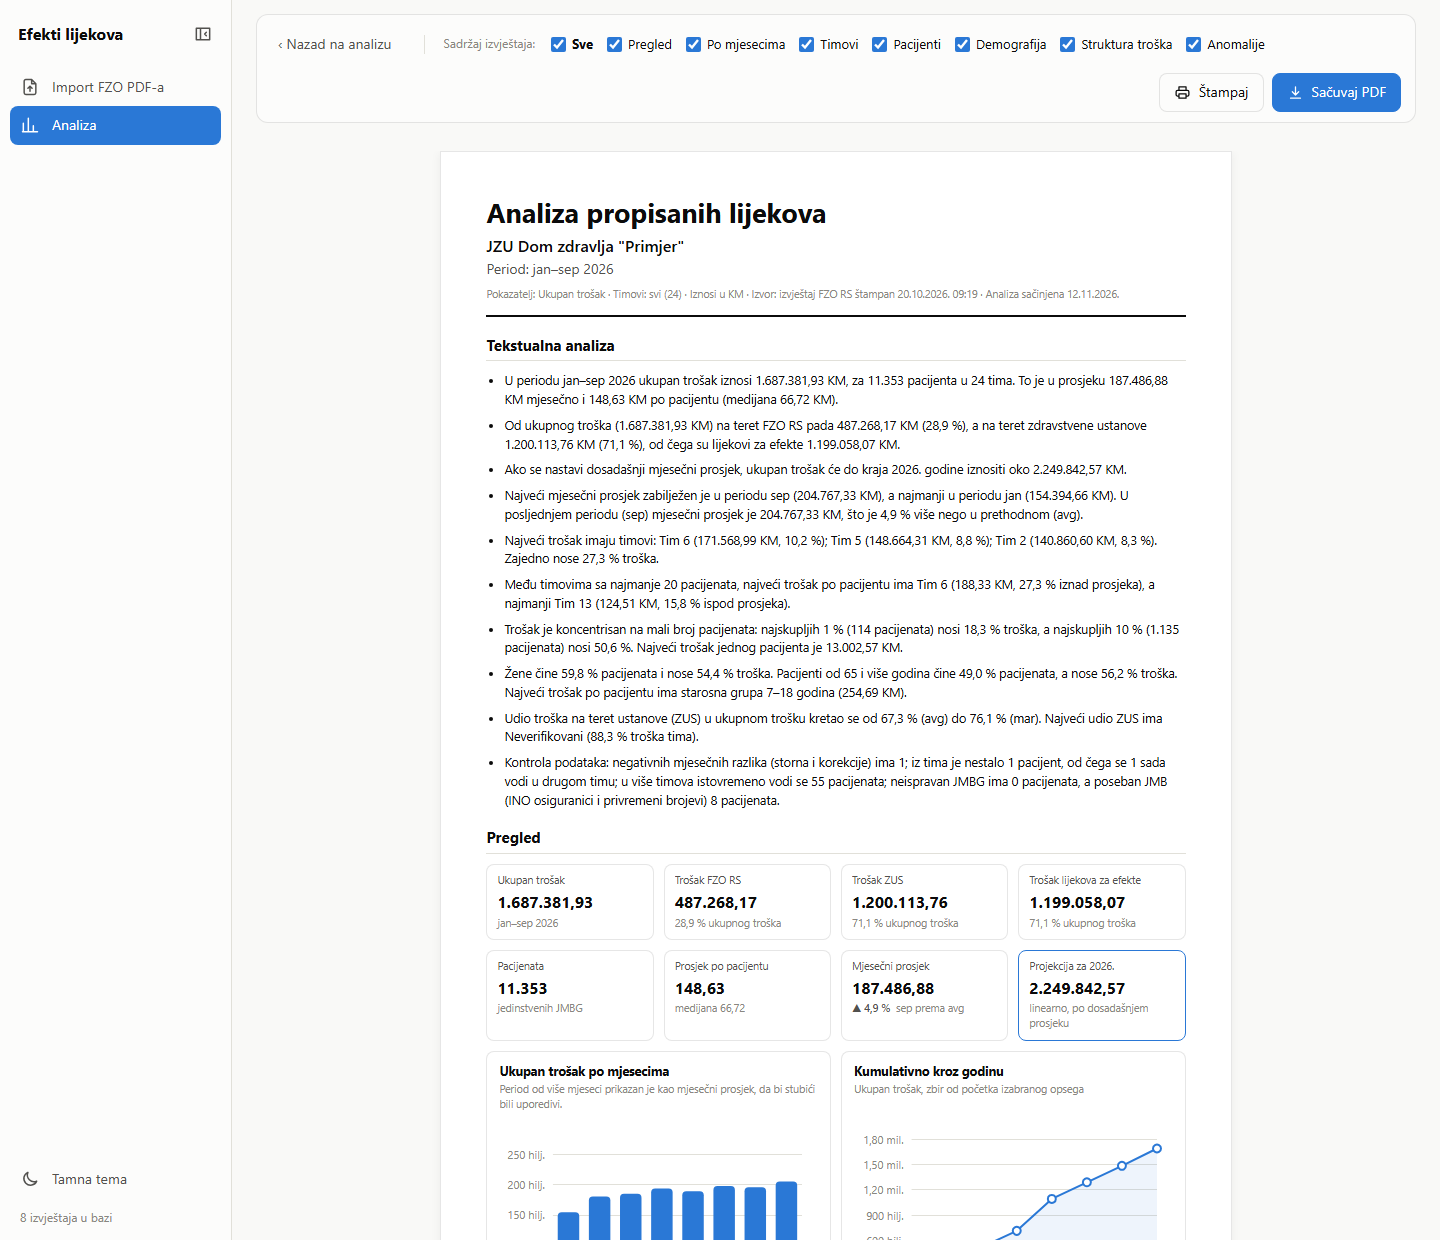 Efekti lijekova
Import FZO PDF-a
Analiza
‹ Nazad na analizu
Sadržaj izvještaja:
Sve
Pregled
Po mjesecima
Timovi
Pacijenti
Demografija
Struktura troška
Anomalije
Štampaj
Sačuvaj PDF
Analiza propisanih lijekova
JZU Dom zdravlja "Primjer"
Period: jan–sep 2026
Pokazatelj: Ukupan trošak · Timovi: svi (24) · Iznosi u KM · Izvor: izvještaj FZO RS štampan 20.10.2026. 09:19 · Analiza sačinjena 12.11.2026.
Tekstualna analiza
• U periodu jan–sep 2026 ukupan trošak iznosi 1.687.381,93 KM, za 11.353 pacijenta u 24 tima. To je u prosjeku 187.486,88
KM mjesečno i 148,63 KM po pacijentu (medijana 66,72 KM).
• Od ukupnog troška (1.687.381,93 KM) na teret FZO RS pada 487.268,17 KM (28,9 %), a na teret zdravstvene ustanove
1.200.113,76 KM (71,1 %), od čega su lijekovi za efekte 1.199.058,07 KM.
• Ako se nastavi dosadašnji mjesečni prosjek, ukupan trošak će do kraja 2026. godine iznositi oko 2.249.842,57 KM.
• Najveći mjesečni prosjek zabilježen je u periodu sep (204.767,33 KM), a najmanji u periodu jan (154.394,66 KM). U
posljednjem periodu (sep) mjesečni prosjek je 204.767,33 KM, što je 4,9 % više nego u prethodnom (avg).
• Najveći trošak imaju timovi: Tim 6 (171.568,99 KM, 10,2 %); Tim 5 (148.664,31 KM, 8,8 %); Tim 2 (140.860,60 KM, 8,3 %).
Zajedno nose 27,3 % troška.
• Među timovima sa najmanje 20 pacijenata, najveći trošak po pacijentu ima Tim 6 (188,33 KM, 27,3 % iznad prosjeka), a
najmanji Tim 13 (124,51 KM, 15,8 % ispod prosjeka).
• Trošak je koncentrisan na mali broj pacijenata: najskupljih 1 % (114 pacijenata) nosi 18,3 % troška, a najskupljih 10 % (1.135
pacijenata) nosi 50,6 %. Najveći trošak jednog pacijenta je 13.002,57 KM.
• Žene čine 59,8 % pacijenata i nose 54,4 % troška. Pacijenti od 65 i više godina čine 49,0 % pacijenata, a nose 56,2 % troška.
Najveći trošak po pacijentu ima starosna grupa 7–18 godina (254,69 KM).
• Udio troška na teret ustanove (ZUS) u ukupnom trošku kretao se od 67,3 % (avg) do 76,1 % (mar). Najveći udio ZUS ima
Neverifikovani (88,3 % troška tima).
• Kontrola podataka: negativnih mjesečnih razlika (storna i korekcije) ima 1; iz tima je nestalo 1 pacijent, od čega se 1 sada
vodi u drugom timu; u više timova istovremeno vodi se 55 pacijenata; neispravan JMBG ima 0 pacijenata, a poseban JMB
(INO osiguranici i privremeni brojevi) 8 pacijenata.
Pregled
Ukupan trošak
1.687.381,93
jan–sep 2026
Trošak FZO RS
487.268,17
28,9 % ukupnog troška
Trošak ZUS
1.200.113,76
71,1 % ukupnog troška
Trošak lijekova za efekte
1.199.058,07
71,1 % ukupnog troška
Pacijenata
11.353
jedinstvenih JMBG
Prosjek po pacijentu
148,63
medijana 66,72
Mjesečni prosjek
187.486,88
▲ 4,9 % sep prema avg
Projekcija za 2026.
2.249.842,57
linearno, po dosadašnjem
prosjeku
Ukupan trošak po mjesecima
Period od više mjeseci prikazan je kao mjesečni prosjek, da bi stubići
bili uporedivi.
250 hilj.
200 hilj.
150 hilj.
Kumulativno kroz godinu
Ukupan trošak, zbir od početka izabranog opsega
1,80 mil.
1,50 mil.
1,20 mil.
900 hilj.
600 hilj.
Tamna tema
8 izvještaja u bazi